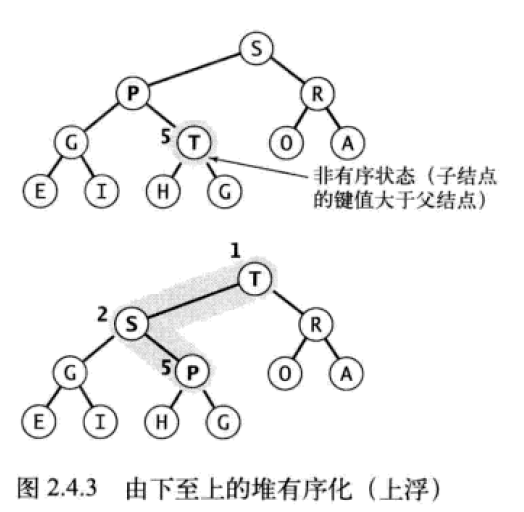 S
P R
G 5 T O A
E I H G
非有序状态（子结点
的键值大于父结点）
1
T
2 S R
G 5 P O A
E I H G
图 2.4.3 由下至上的堆有序化（上浮）